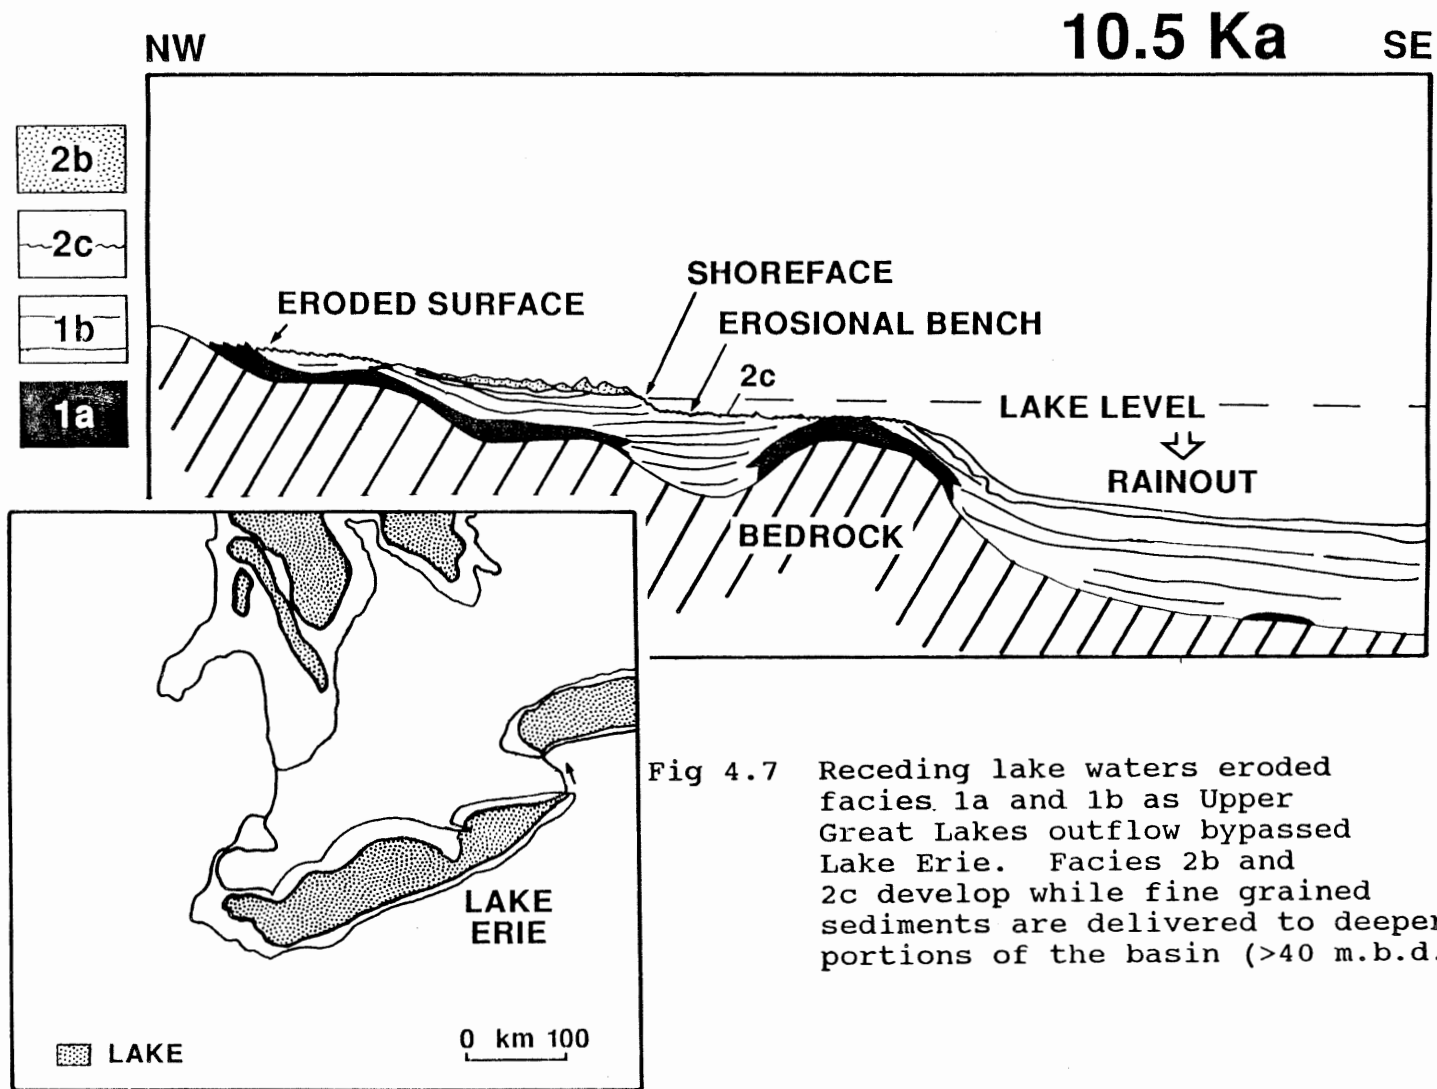 10.5 Ka
NW
SE
2b
2c
1b
1a
ERODED SURFACE
SHOREFACE
EROSIONAL BENCH
2c
LAKE LEVEL
RAINOUT
BEDROCK
LAKE
ERIE
LAKE
0 km 100
Fig 4.7 Receding lake waters eroded
facies 1a and 1b as Upper
Great Lakes outflow bypassed
Lake Erie. Facies 2b and
2c develop while fine grained
sediments are delivered to deeper
portions of the basin (>40 m.b.d.